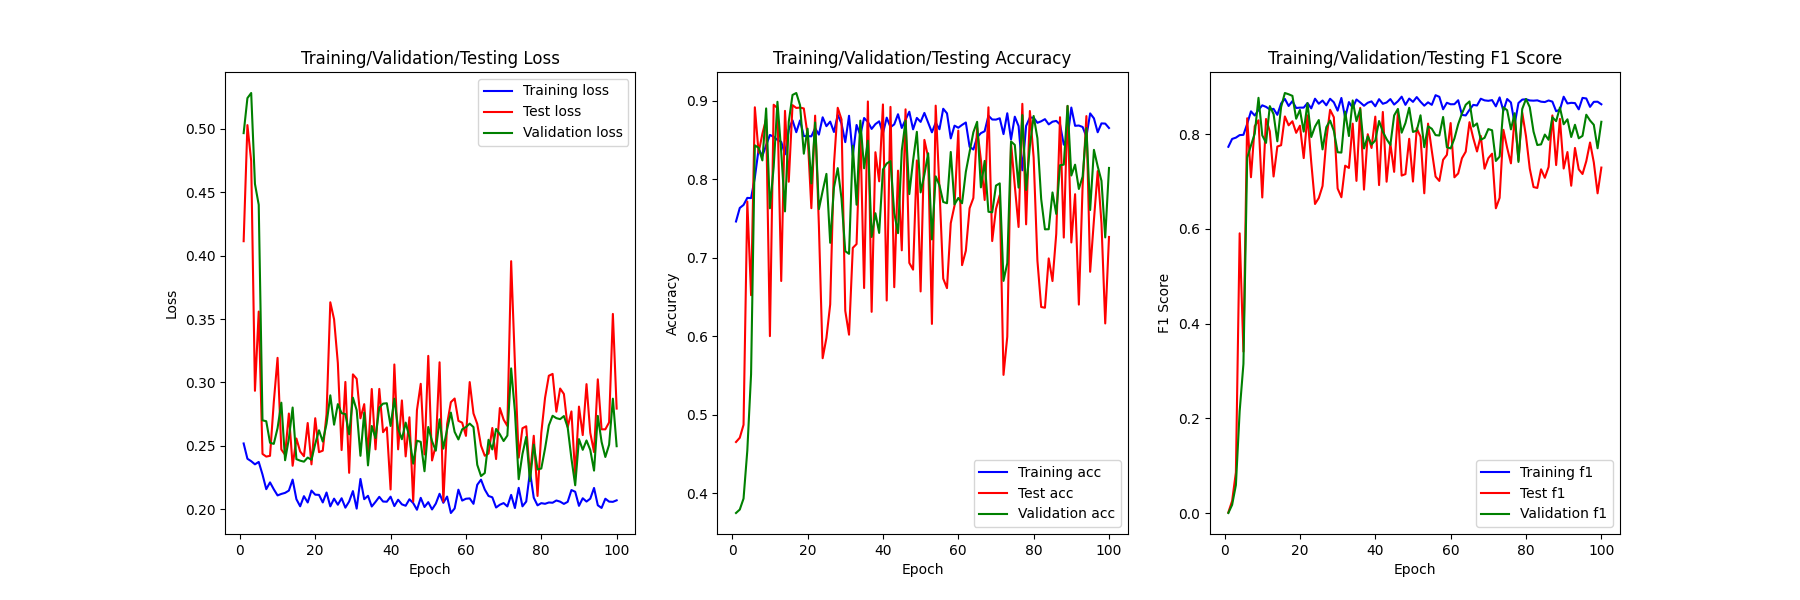 Training/Validation/Testing Loss
Training loss
Test loss
Validation loss
0.50
0.45
0.40
0.35
0.30
0.25
0.20
Loss
0 20 40 60 80 100
Epoch
Training/Validation/Testing Accuracy
0.9
0.8
0.7
0.6
0.5
0.4
Accuracy
Training acc
Test acc
Validation acc
0 20 40 60 80 100
Epoch
Training/Validation/Testing F1 Score
0.8
0.6
0.4
0.2
0.0
F1 Score
Training f1
Test f1
Validation f1
0 20 40 60 80 100
Epoch